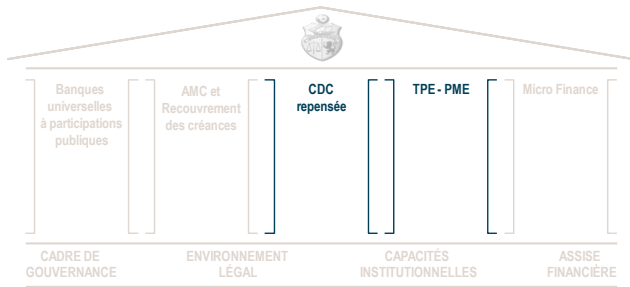 Banques
universelles
à participations
publiques
AMC et
Recouvrement
des créances
CDC
repensée
TPE - PME
Micro Finance
CADRE DE
GOUVERNANCE
ENVIRONNEMENT
LÉGAL
CAPACITÉS
INSTITUTIONNELLES
ASSISE
FINANCIÈRE